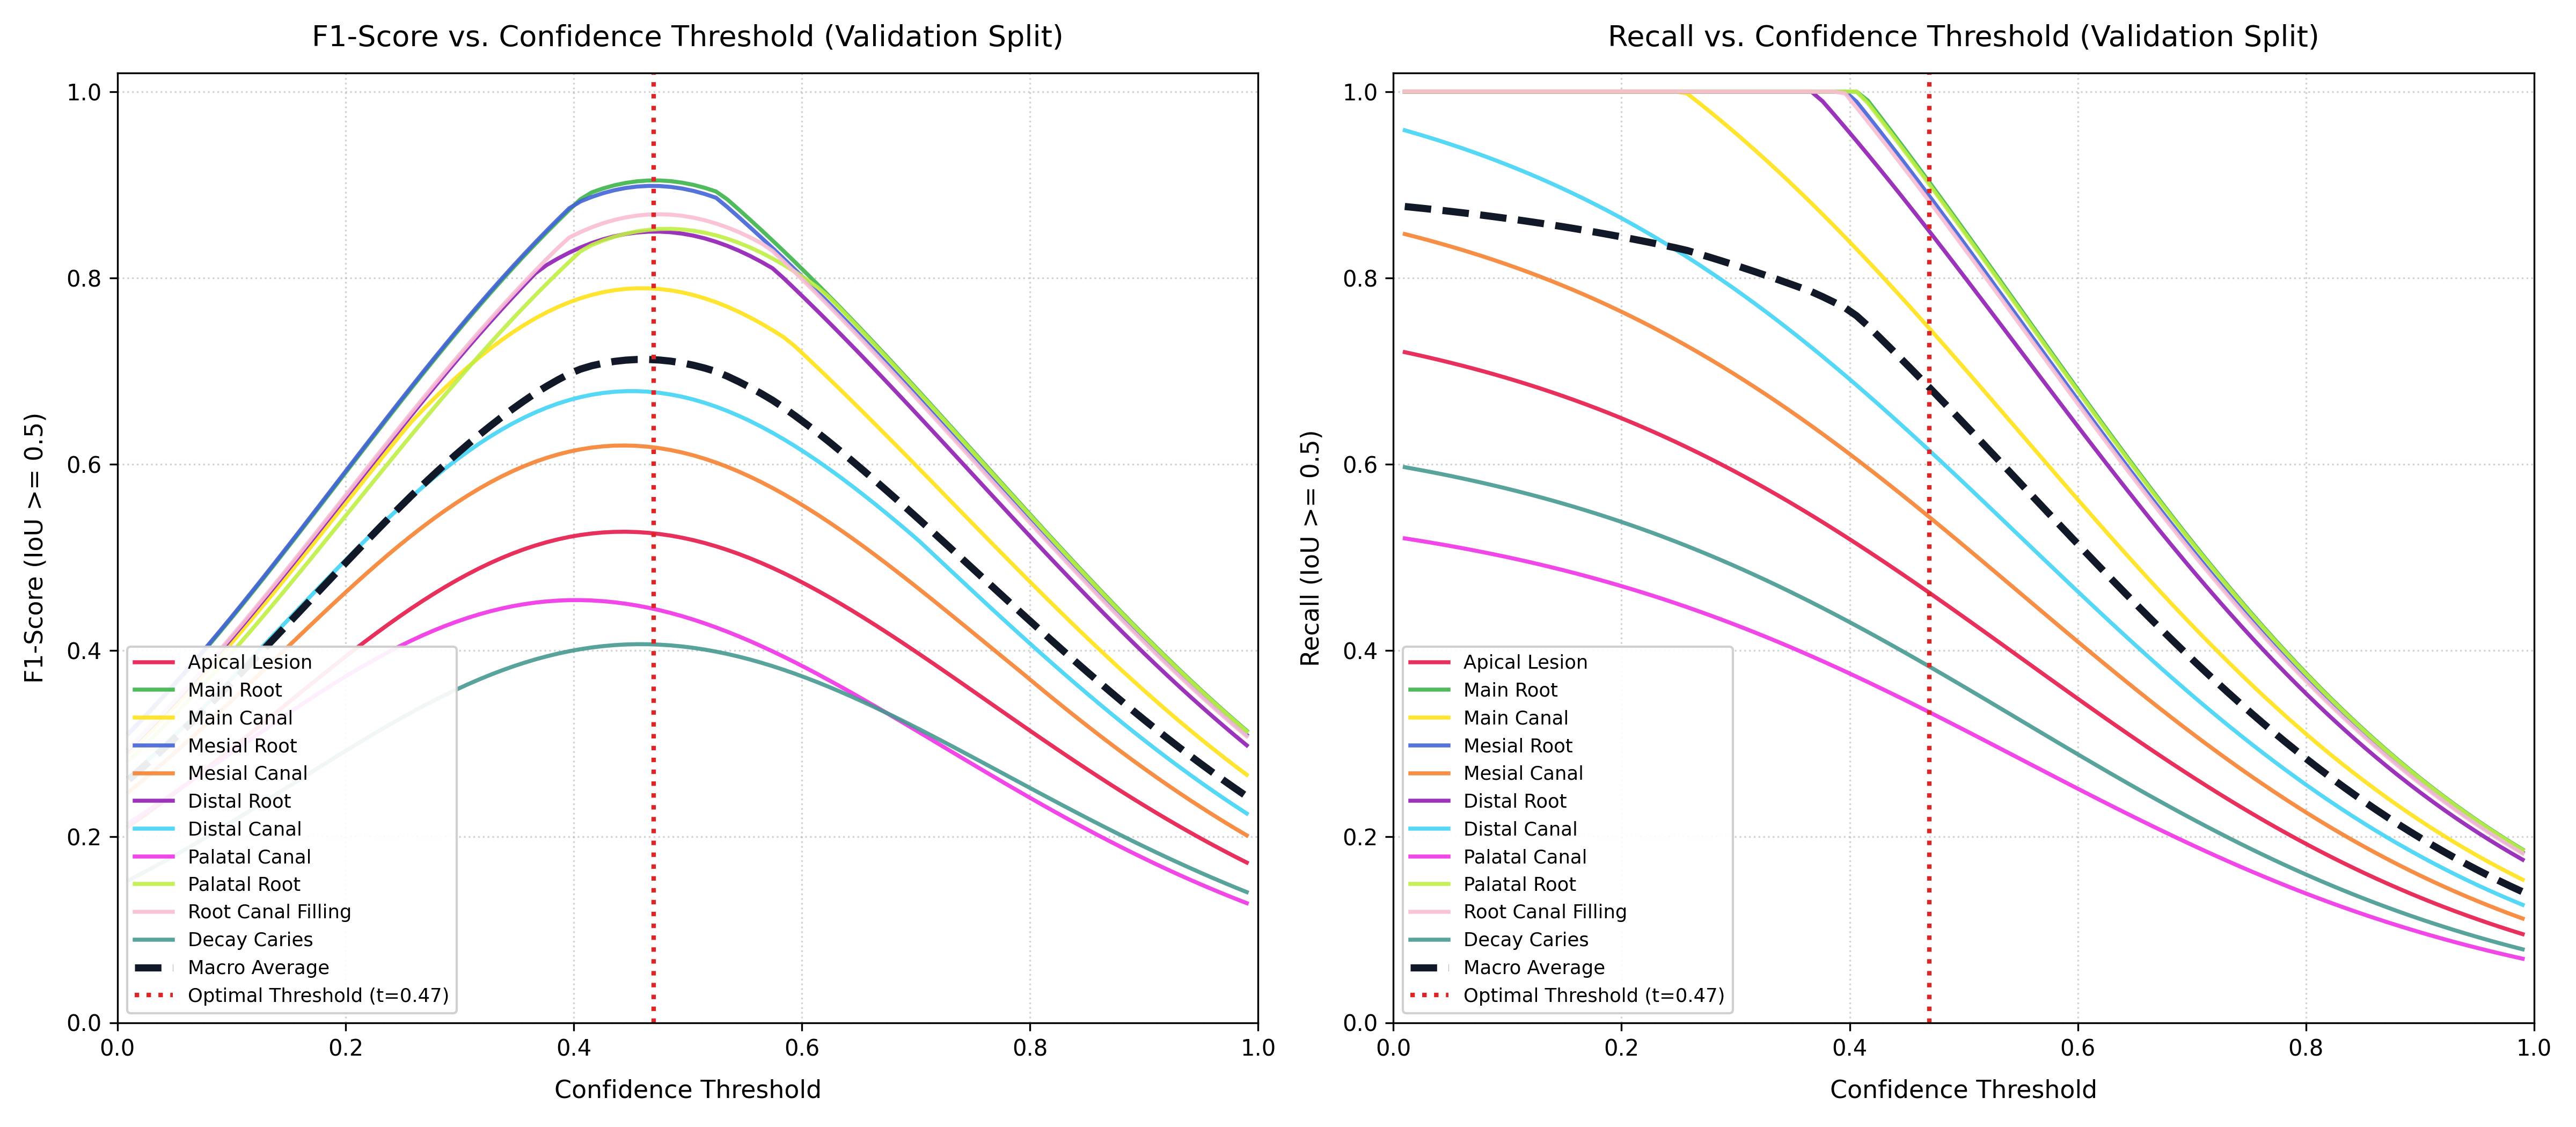 F1-Score vs. Confidence Threshold (Validation Split)
F1-Score (IoU >= 0.5)
1.0
0.8
0.6
0.4
0.2
0.0
Apical Lesion
Main Root
Main Canal
Mesial Root
Mesial Canal
Distal Root
Distal Canal
Palatal Canal
Palatal Root
Root Canal Filling
Decay Caries
Macro Average
Optimal Threshold (t=0.47)
0.0 0.2 0.4 0.6 0.8 1.0
Confidence Threshold
Recall vs. Confidence Threshold (Validation Split)
Recall (IoU >= 0.5)
1.0
0.8
0.6
0.4
0.2
0.0
Apical Lesion
Main Root
Main Canal
Mesial Root
Mesial Canal
Distal Root
Distal Canal
Palatal Canal
Palatal Root
Root Canal Filling
Decay Caries
Macro Average
Optimal Threshold (t=0.47)
0.0 0.2 0.4 0.6 0.8 1.0
Confidence Threshold